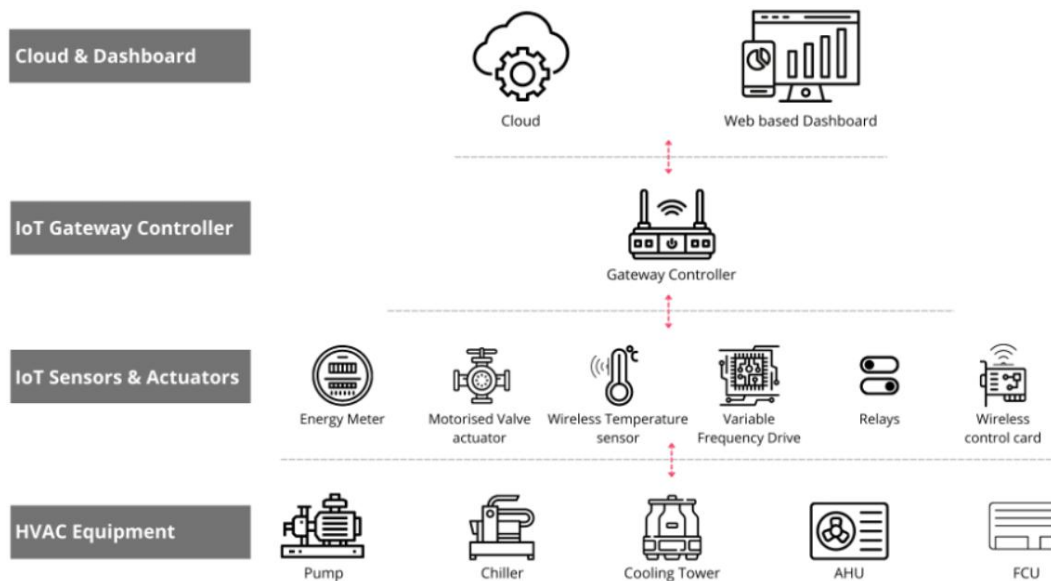 Cloud & Dashboard
Cloud
Web based Dashboard
IoT Gateway Controller
Gateway Controller
IoT Sensors & Actuators
°C
Energy Meter
Motorised Valve
actuator
Wireless Temperature
sensor
Variable
Frequency Drive
Relays
Wireless
control card
HVAC Equipment
Pump
Chiller
Cooling Tower
AHU
FCU